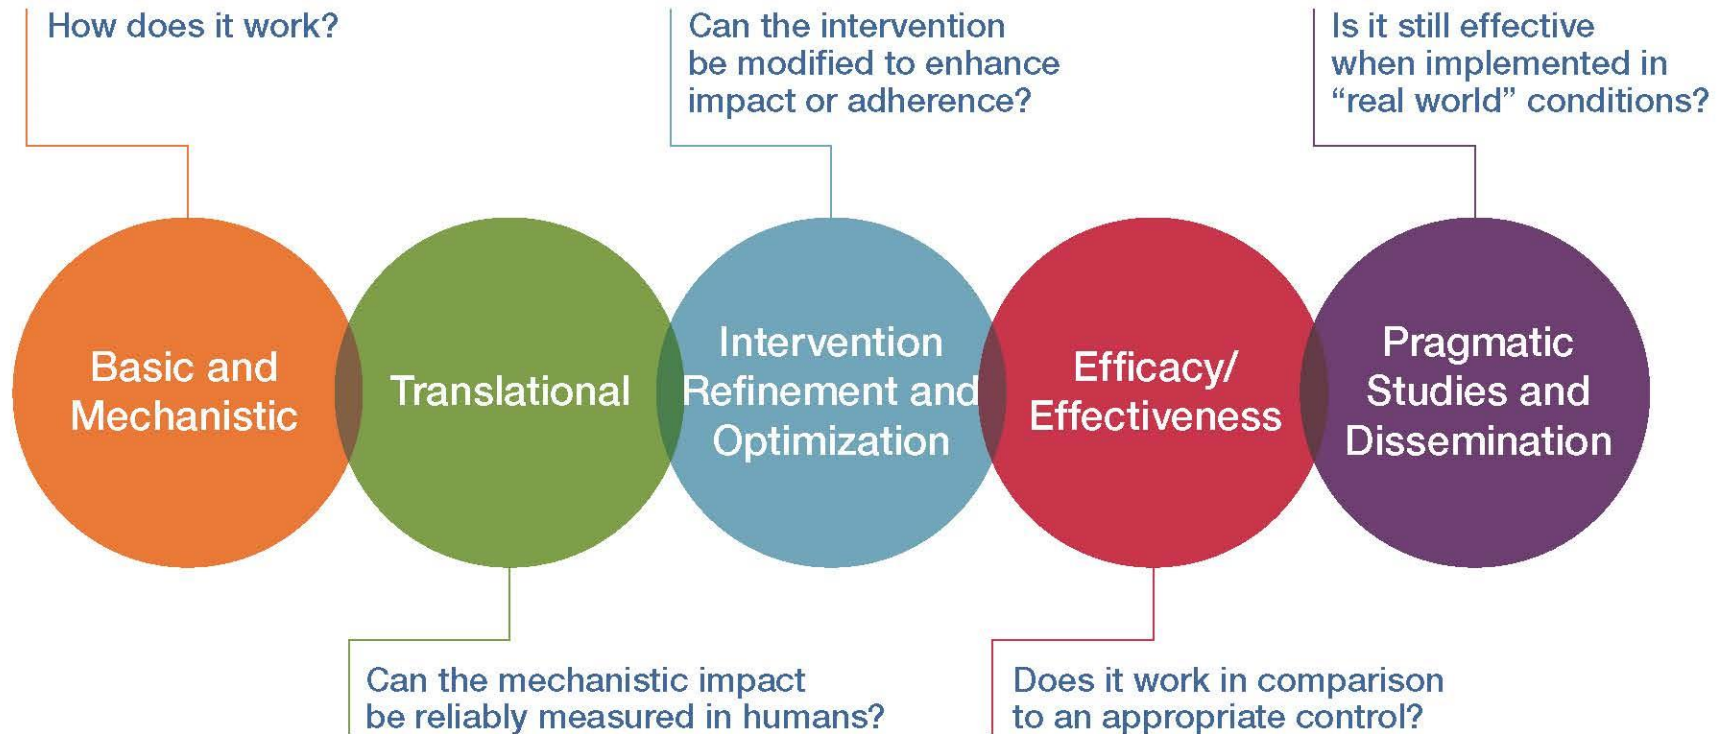 How does it work?
Can the intervention
be modified to enhance
impact or adherence?
Is it still effective
when implemented in
“real world” conditions?
Basic and
Mechanistic
Translational
Intervention
Refinement and
Optimization
Efficacy/
Effectiveness
Pragmatic
Studies and
Dissemination
Can the mechanistic impact
be reliably measured in humans?
Does it work in comparison
to an appropriate control?